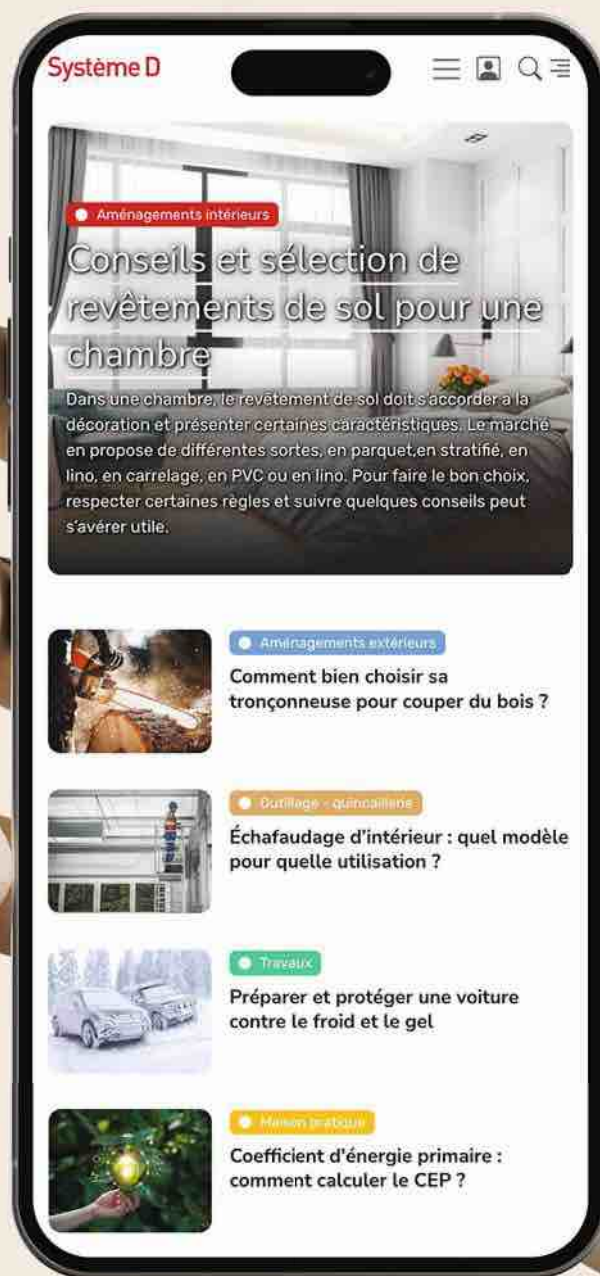 Système D
Aménagements intérieurs
Conseils et sélection de
revêtements de sol pour une
chambre
Dans une chambre, le revêtement de sol doit s'accorder à la
décoration et présenter certaines caractéristiques. Le marché
en propose de différentes sortes, en parquet,en stratifié, en
lino, en carrelage, en PVC ou en lino. Pour faire le bon choix,
respecter certaines règles et suivre quelques conseils peut
s'avérer utile.
Aménagements extérieurs
Comment bien choisir sa
tronçonneuse pour couper du bois ?
Outillage - quincaillerie
Échafaudage d'intérieur : quel modèle
pour quelle utilisation ?
Travaux
Préparer et protéger une voiture
contre le froid et le gel
Maison pratique
Coefficient d'énergie primaire :
comment calculer le CEP ?